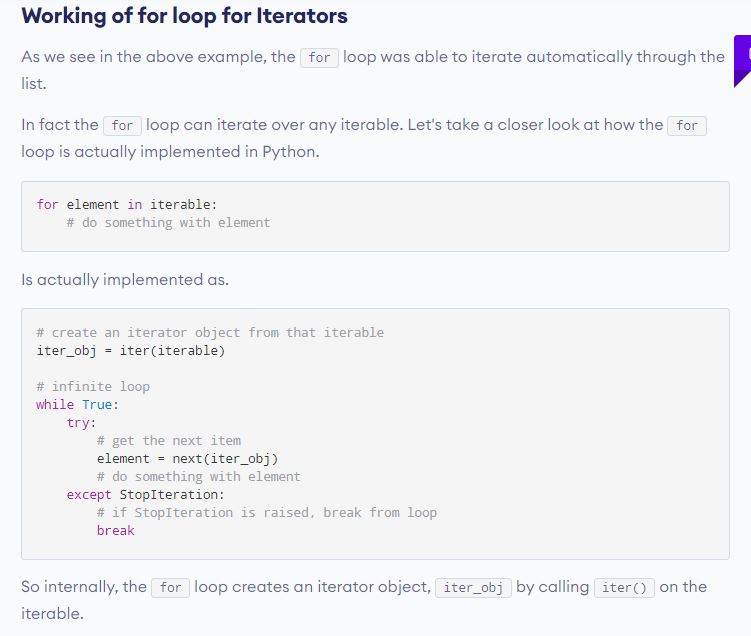 Working of for loop for Iterators
As we see in the above example, the for loop was able to iterate automatically through the
list.
In fact the for loop can iterate over any iterable. Let's take a closer look at how the for
loop is actually implemented in Python.
for element in iterable:
    # do something with element
Is actually implemented as.
# create an iterator object from that iterable
iter_obj = iter(iterable)
# infinite loop
while True:
    try:
        # get the next item
        element = next(iter_obj)
        # do something with element
    except StopIteration:
        # if StopIteration is raised, break from loop
        break
So internally, the for loop creates an iterator object, iter_obj by calling iter() on the
iterable.